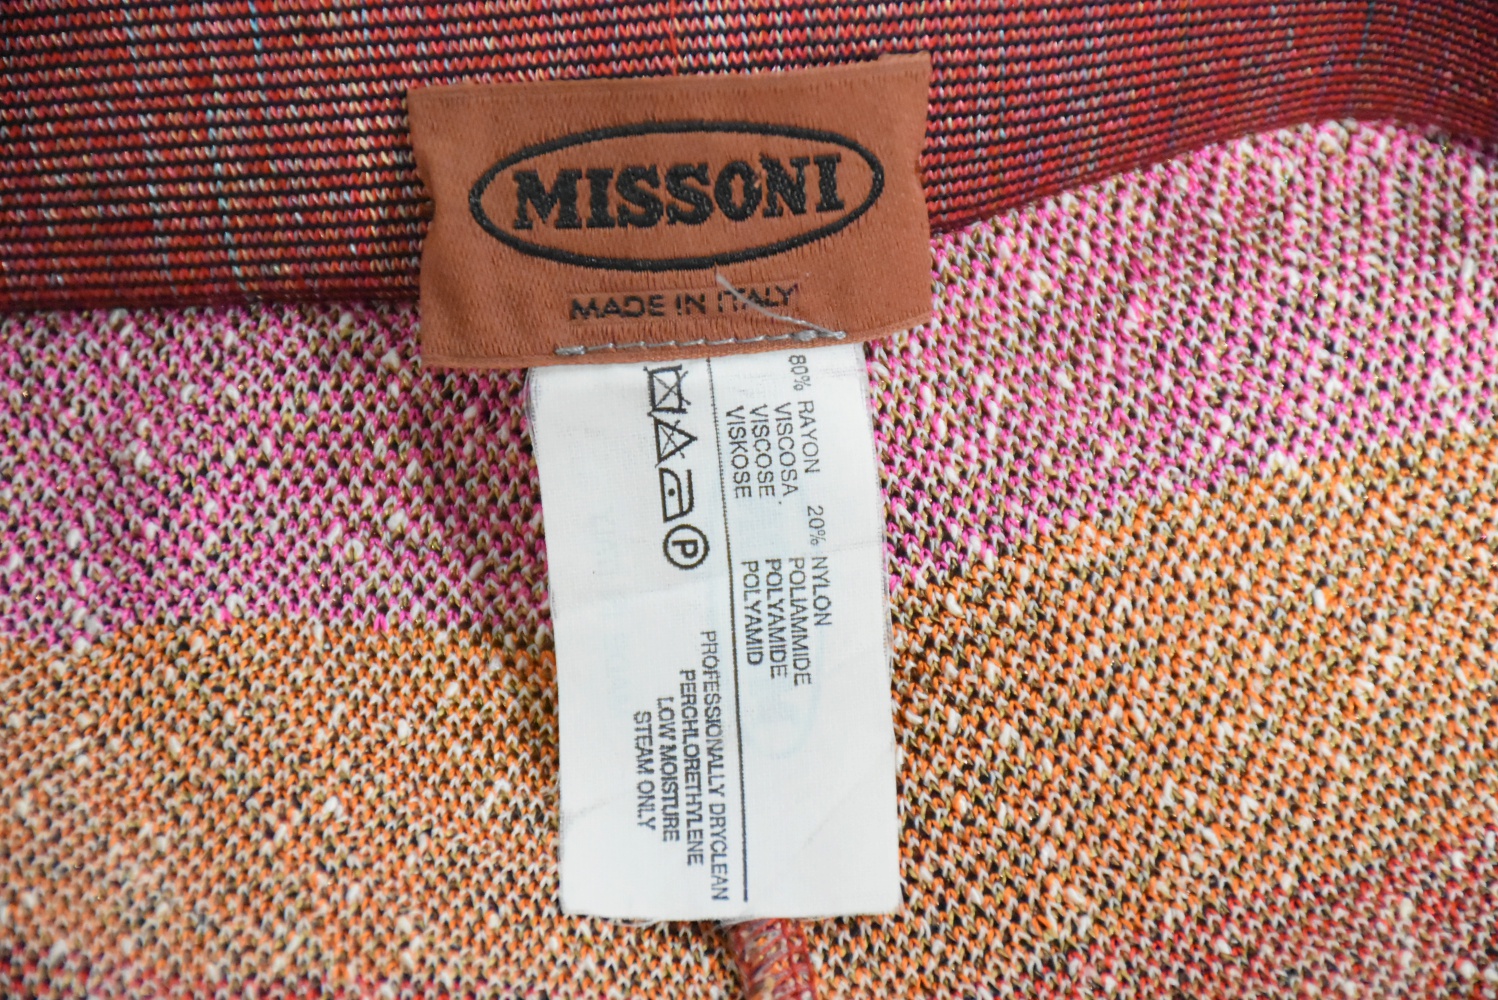 MISSONI
MADE IN ITALY
80% RAYON 20% NYLON
VISCOSA POLIAMMIDE
VISCOSE POLYAMIDE
VISKOSE POLYAMID
P
PROFESSIONALLY DRYCLEAN
PERCHLORETHYLENE
LOW MOISTURE
STEAM ONLY